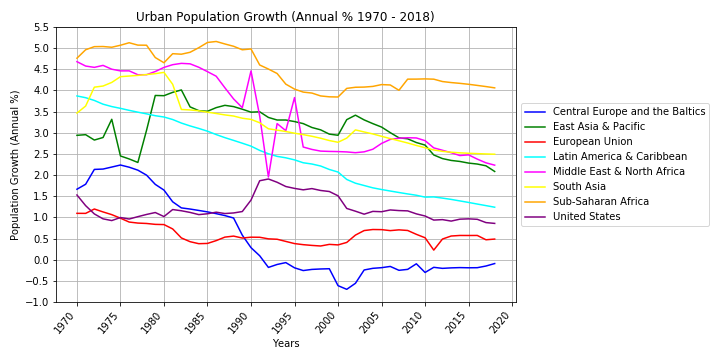 Urban Population Growth (Annual % 1970 - 2018)
Population Growth (Annual %)
5.5
5.0
4.5
4.0
3.5
3.0
2.5
2.0
1.5
1.0
0.5
0.0
−0.5
−1.0
1970
1975
1980
1985
1990
1995
2000
2005
2010
2015
2020
Years
Central Europe and the Baltics
East Asia & Pacific
European Union
Latin America & Caribbean
Middle East & North Africa
South Asia
Sub-Saharan Africa
United States